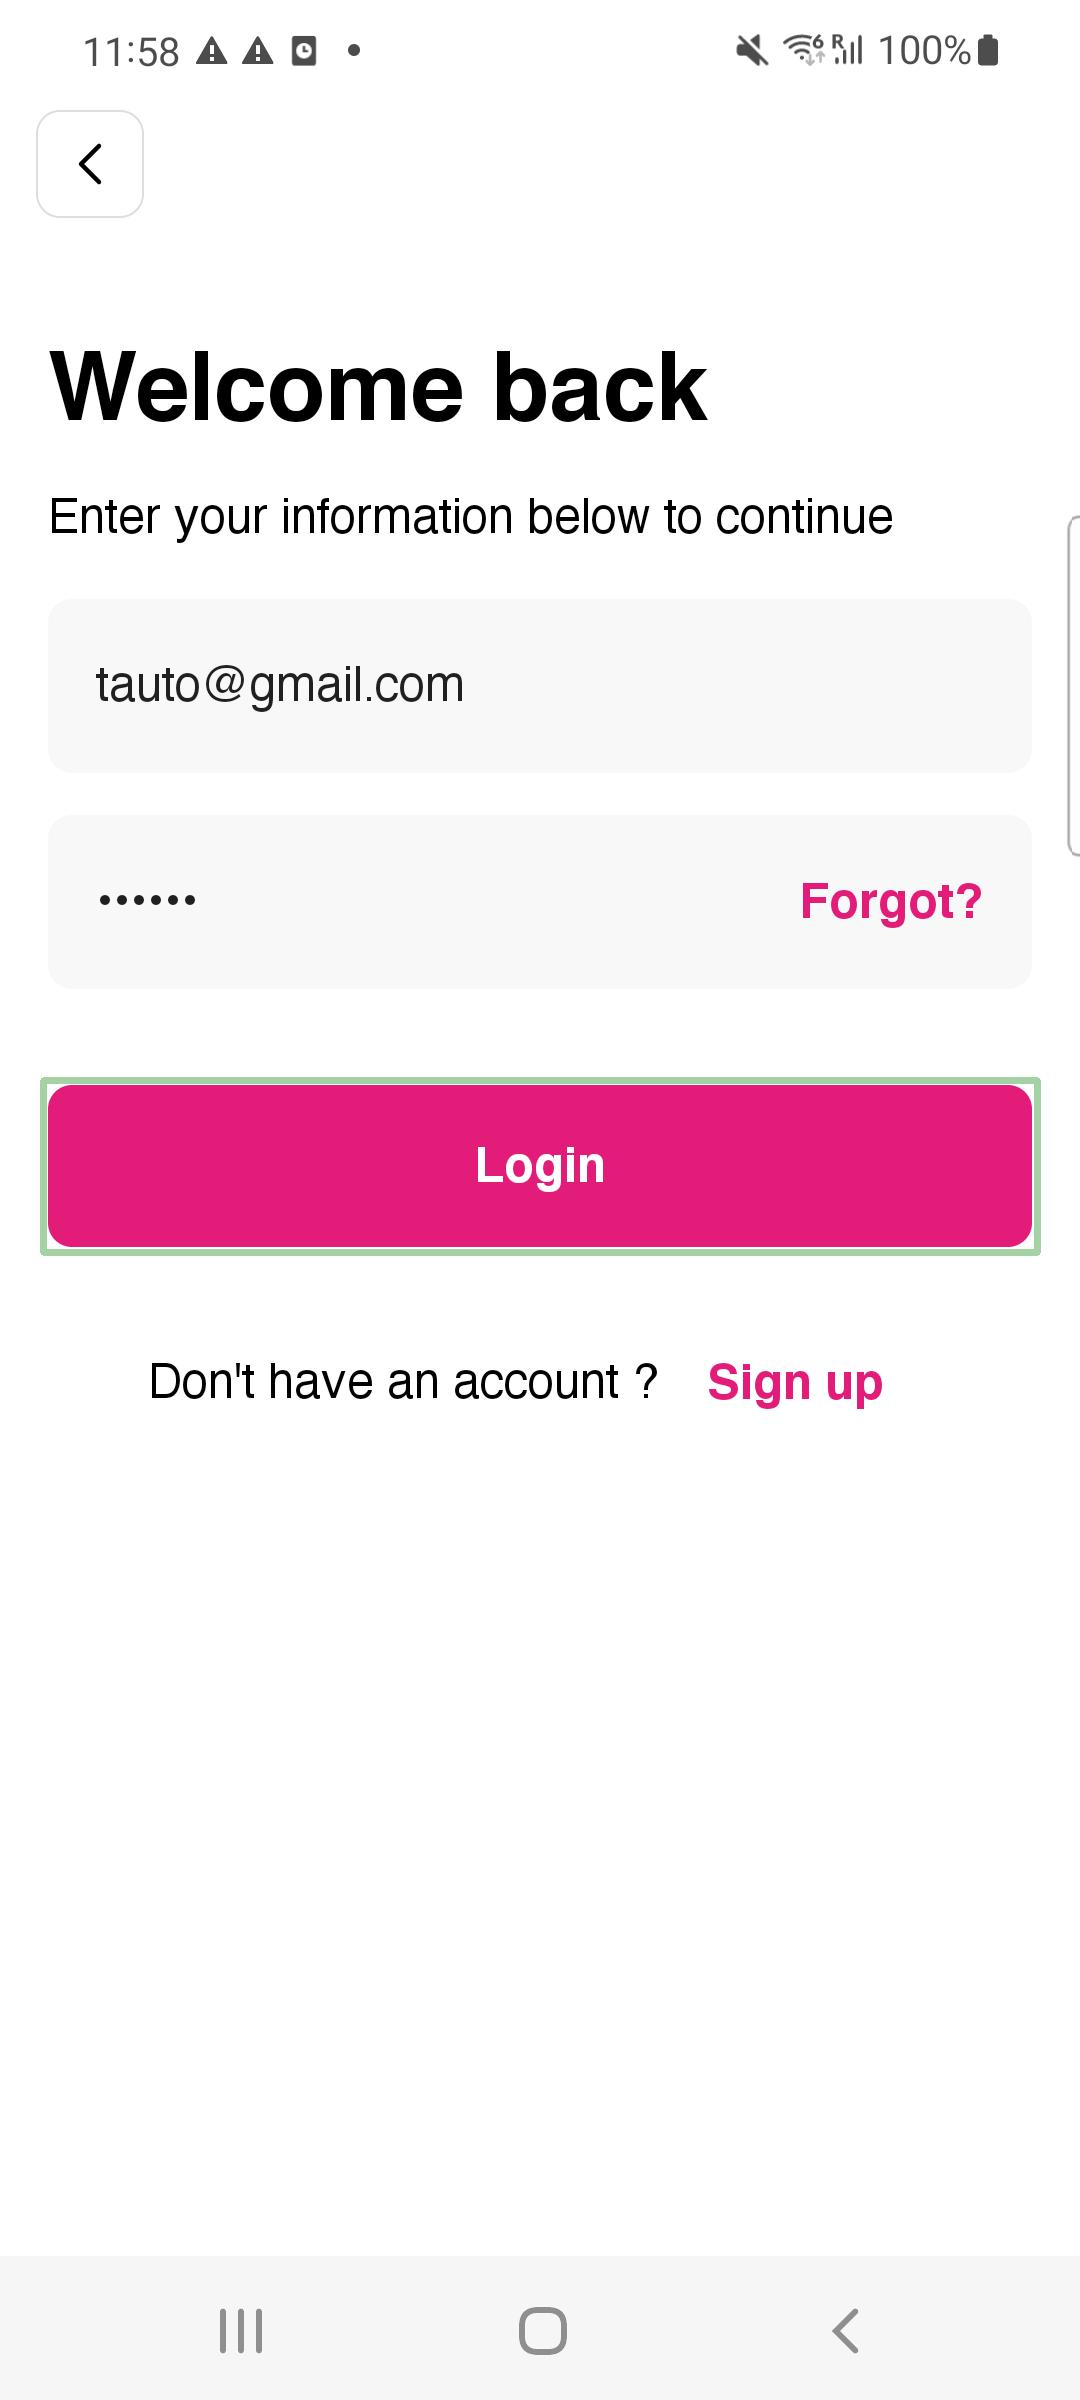 11:58 100%
Welcome back
Enter your information below to continue
tauto@gmail.com
•••••• Forgot?
Login
Don't have an account ? Sign up